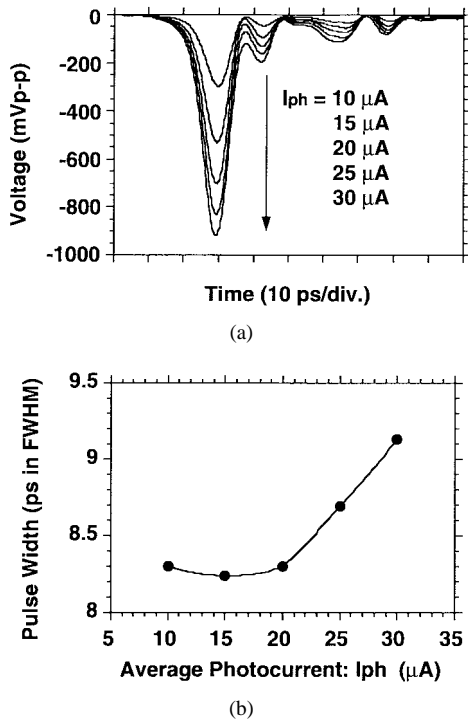 0
-200
-400
-600
-800
-1000
Voltage (mVp-p)
Iph = 10 μA
15 μA
20 μA
25 μA
30 μA
Time (10 ps/div.)
(a)
9.5
9
8.5
8
Pulse Width (ps in FWHM)
5 10 15 20 25 30 35
Average Photocurrent: Iph (μA)
(b)